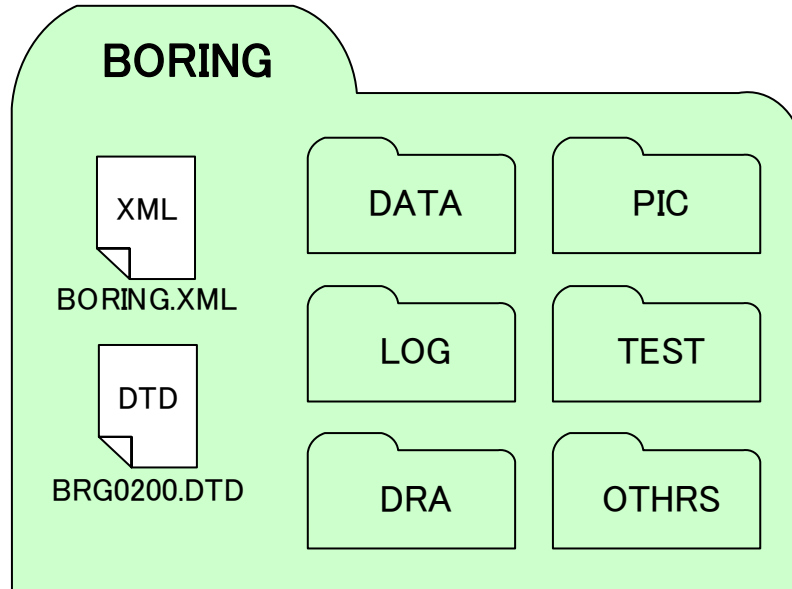 BORING
XML
BORING.XML
DTD
BRG0200.DTD
DATA
PIC
LOG
TEST
DRA
OTHRS